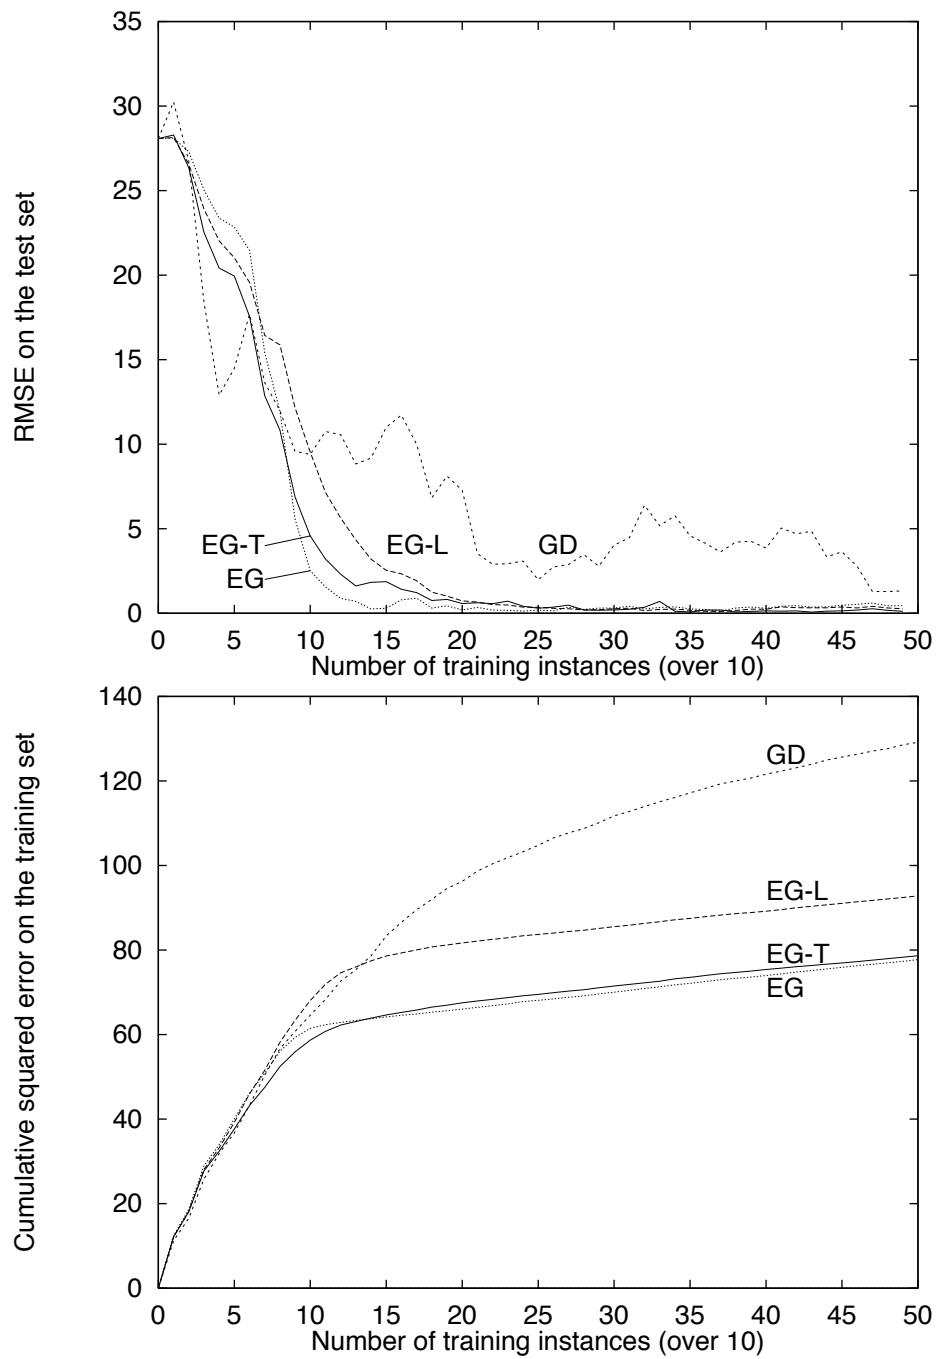 RMSE on the test set
35
30
25
20
15
10
5
0
EG-T
EG
EG-L
GD
0 5 10 15 20 25 30 35 40 45 50
Number of training instances (over 10)
Cumulative squared error on the training set
140
120
100
80
60
40
20
0
GD
EG-L
EG-T
EG
0 5 10 15 20 25 30 35 40 45 50
Number of training instances (over 10)